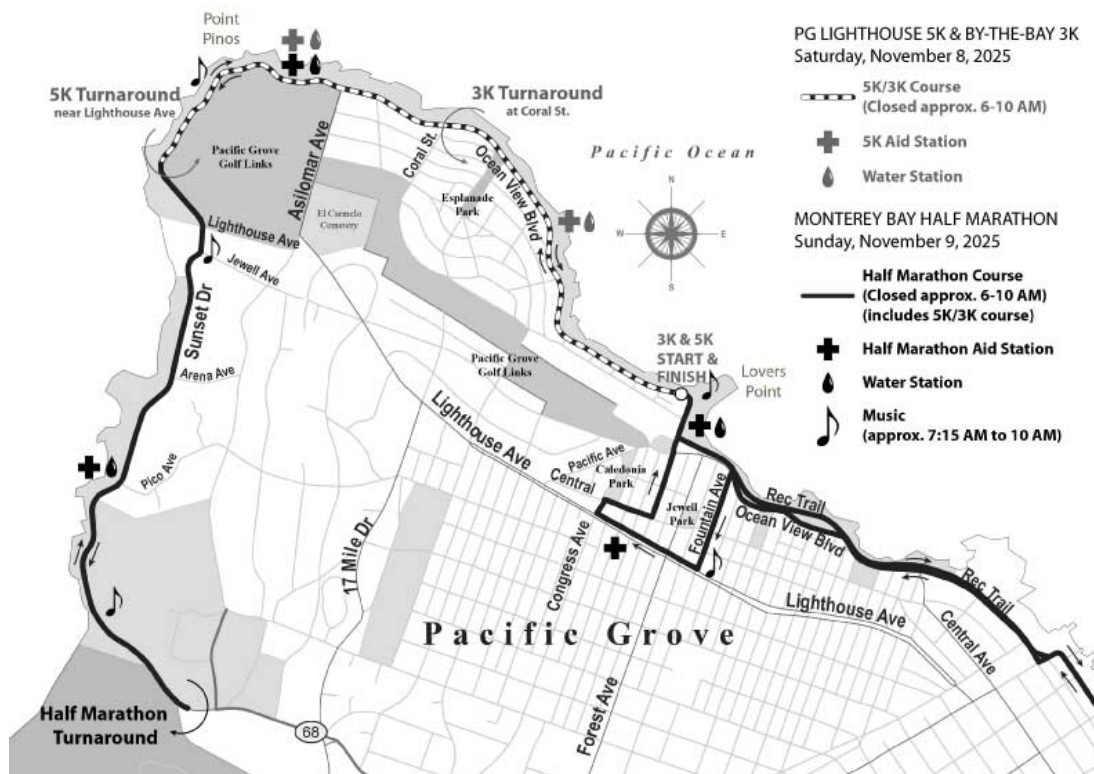 Point
Pinos
5K Turnaround
near Lighthouse Ave
3K Turnaround
at Coral St.
Pacific Grove
Golf Links
Asilomar Ave
Coral St.
Ocean View Blvd
Esplanade
Park
El Carmelo
Cemetery
Pacific Ocean
N
W
E
S
Lighthouse Ave
Jewell Ave
Sunset Dr
Arena Ave
Pico Ave
17 Mile Dr
Pacific Grove
Golf Links
Lighthouse Ave
3K & 5K
START &
FINISH
Lovers
Point
Pacific Ave
Central
Caledonia
Park
Jewell
Park
Fountain Ave
Rec Trail
Ocean View Blvd
Congress Ave
Lighthouse Ave
Rec Trail
Central Ave
Pacific Grove
Forest Ave
Half Marathon
Turnaround
68
PG LIGHTHOUSE 5K & BY-THE-BAY 3K
Saturday, November 8, 2025
5K/3K Course
(Closed approx. 6-10 AM)
5K Aid Station
Water Station
MONTEREY BAY HALF MARATHON
Sunday, November 9, 2025
Half Marathon Course
(Closed approx. 6-10 AM)
(includes 5K/3K course)
Half Marathon Aid Station
Water Station
Music
(approx. 7:15 AM to 10 AM)